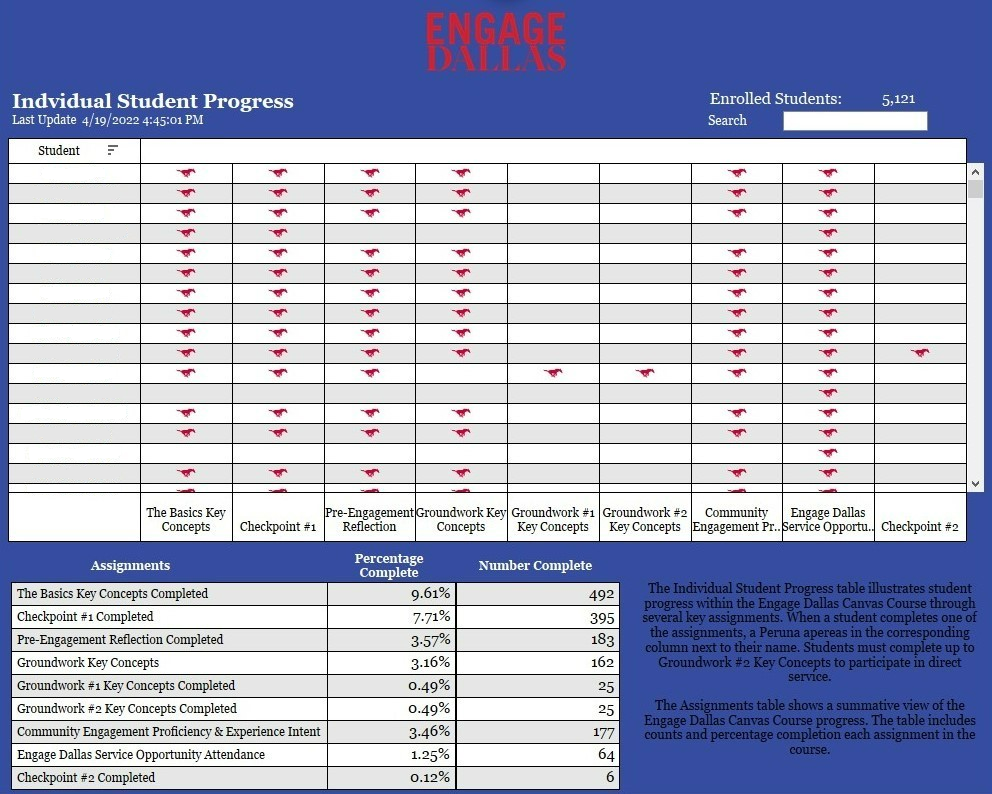 ENGAGE
DALLAS
Indvidual Student Progress
Last Update 4/19/2022 4:45:01 PM
Enrolled Students: 5,121
Search
Student
The Basics Key
Concepts
Checkpoint #1
Pre-Engagement
Reflection
Groundwork Key
Concepts
Groundwork #1
Key Concepts
Groundwork #2
Key Concepts
Community
Engagement Pr..
Engage Dallas
Service Opportu..
Checkpoint #2
Assignments
Percentage
Complete
Number Complete
The Basics Key Concepts Completed 9.61% 492
Checkpoint #1 Completed 7.71% 395
Pre-Engagement Reflection Completed 3.57% 183
Groundwork Key Concepts 3.16% 162
Groundwork #1 Key Concepts Completed 0.49% 25
Groundwork #2 Key Concepts Completed 0.49% 25
Community Engagement Proficiency & Experience Intent 3.46% 177
Engage Dallas Service Opportunity Attendance 1.25% 64
Checkpoint #2 Completed 0.12% 6
The Individual Student Progress table illustrates student
progress within the Engage Dallas Canvas Course through
several key assignments. When a student completes one of
the assignments, a Peruna apereas in the corresponding
column next to their name. Students must complete up to
Groundwork #2 Key Concepts to participate in direct
service.
The Assignments table shows a summative view of the
Engage Dallas Canvas Course progress. The table includes
counts and percentage completion each assignment in the
course.